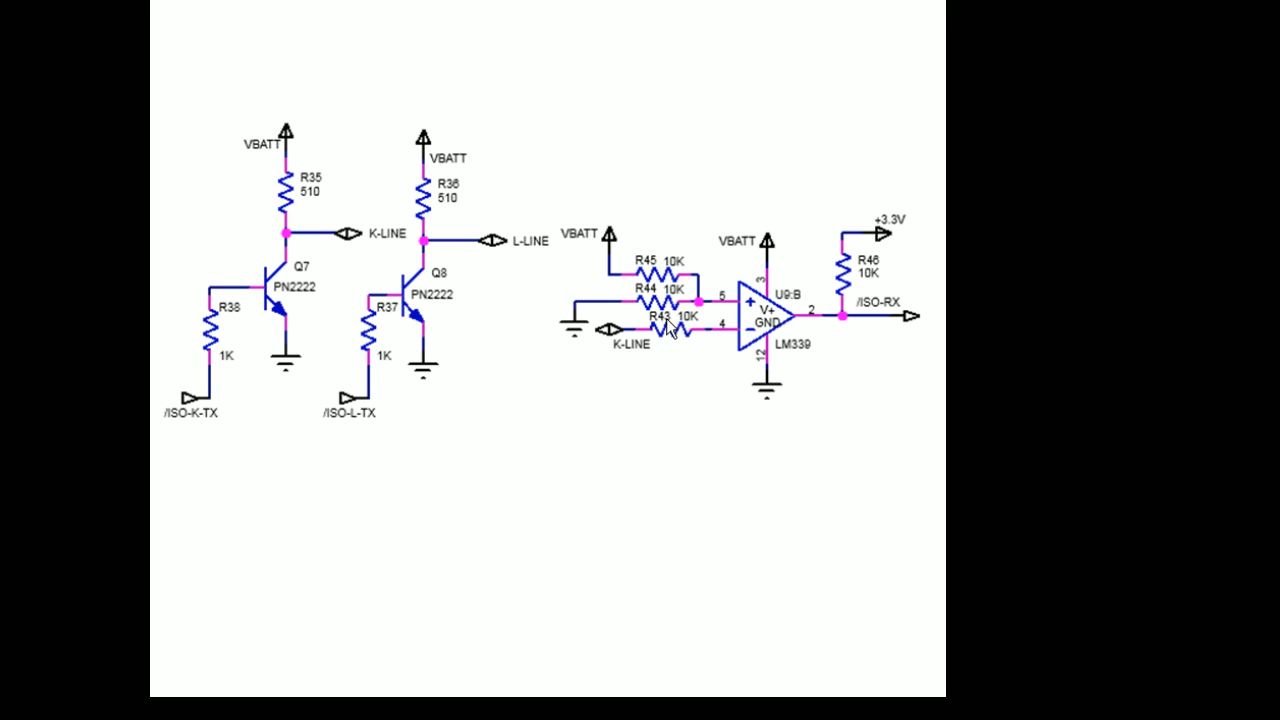 VBATT
R35
510
K-LINE
Q7
PN2222
R38
1K
/ISO-K-TX
VBATT
R36
510
L-LINE
Q8
PN2222
R37
1K
/ISO-L-TX
VBATT
R45 10K
R44 10K
R43 10K
K-LINE
5
4
VBATT
3
U9:B
+
V+
GND
-
2
12
LM339
+3.3V
R46
10K
/ISO-RX